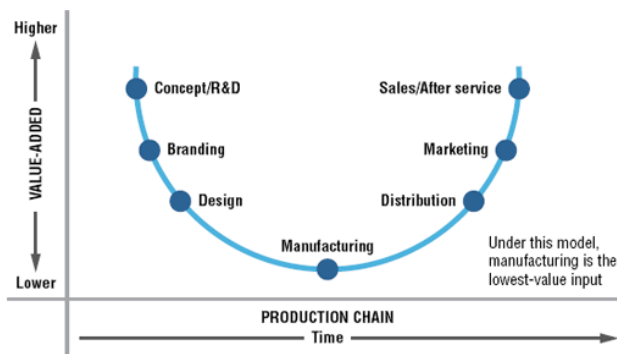 Higher
VALUE-ADDED
Lower
Concept/R&D
Branding
Design
Manufacturing
Sales/After service
Marketing
Distribution
Under this model,
manufacturing is the
lowest-value input
PRODUCTION CHAIN
Time